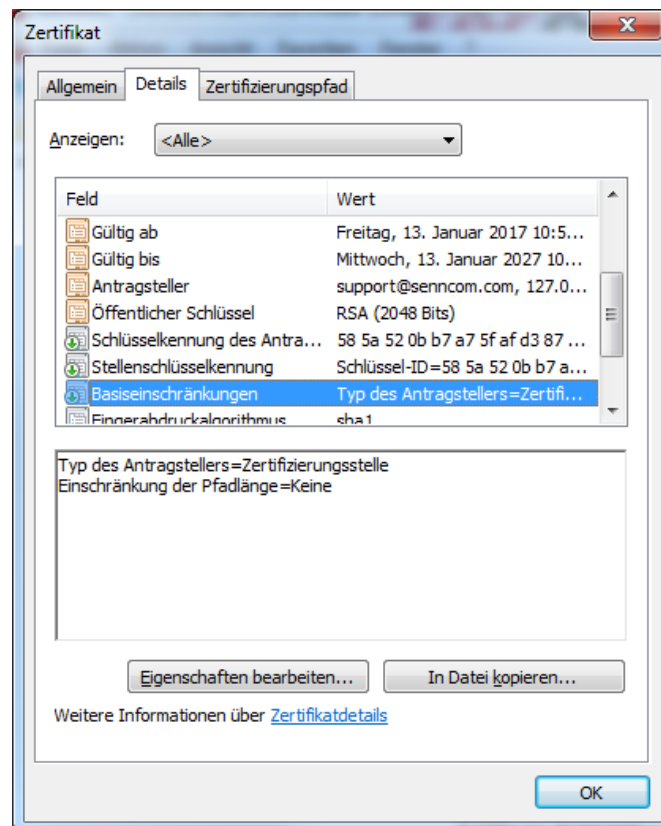 Zertifikat
Allgemein Details Zertifizierungspfad
Anzeigen: <Alle>
Feld Wert
Gültig ab Freitag, 13. Januar 2017 10:5...
Gültig bis Mittwoch, 13. Januar 2027 10...
Antragsteller support@senncom.com, 127.0...
Öffentlicher Schlüssel RSA (2048 Bits)
Schlüsselkennung des Antra... 58 5a 52 0b b7 a7 5f af d3 87 ...
Stellenschlüsselkennung Schlüssel-ID=58 5a 52 0b b7 a...
Basiseinschränkungen Typ des Antragstellers=Zertifi...
Fingerabdruckalgorithmus sha1
Typ des Antragstellers=Zertifizierungsstelle
Einschränkung der Pfadlänge=Keine
Eigenschaften bearbeiten... In Datei kopieren...
Weitere Informationen über Zertifikatdetails
OK